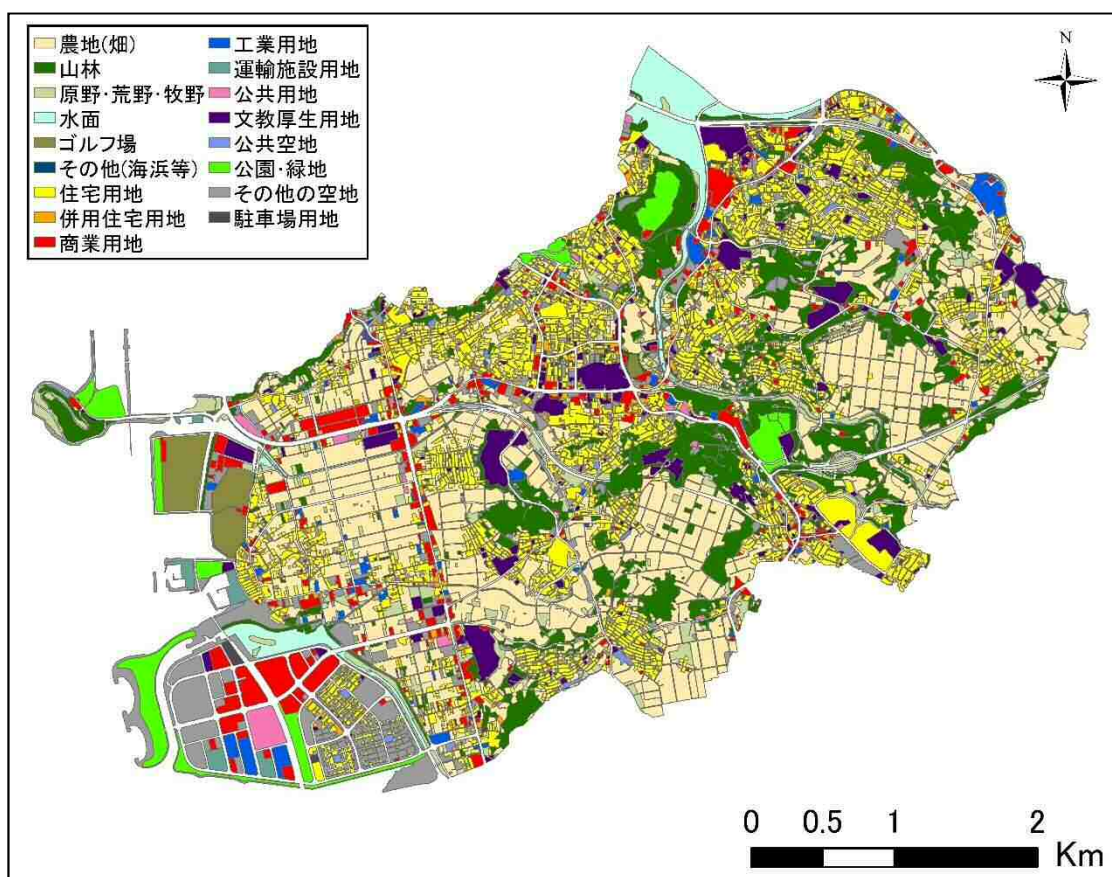 農地(畑)
山林
原野・荒野・牧野
水面
ゴルフ場
その他(海浜等)
住宅用地
併用住宅用地
商業用地
工業用地
運輸施設用地
公共用地
文教厚生用地
公共空地
公園・緑地
その他の空地
駐車場用地
N
0 0.5 1 2
Km